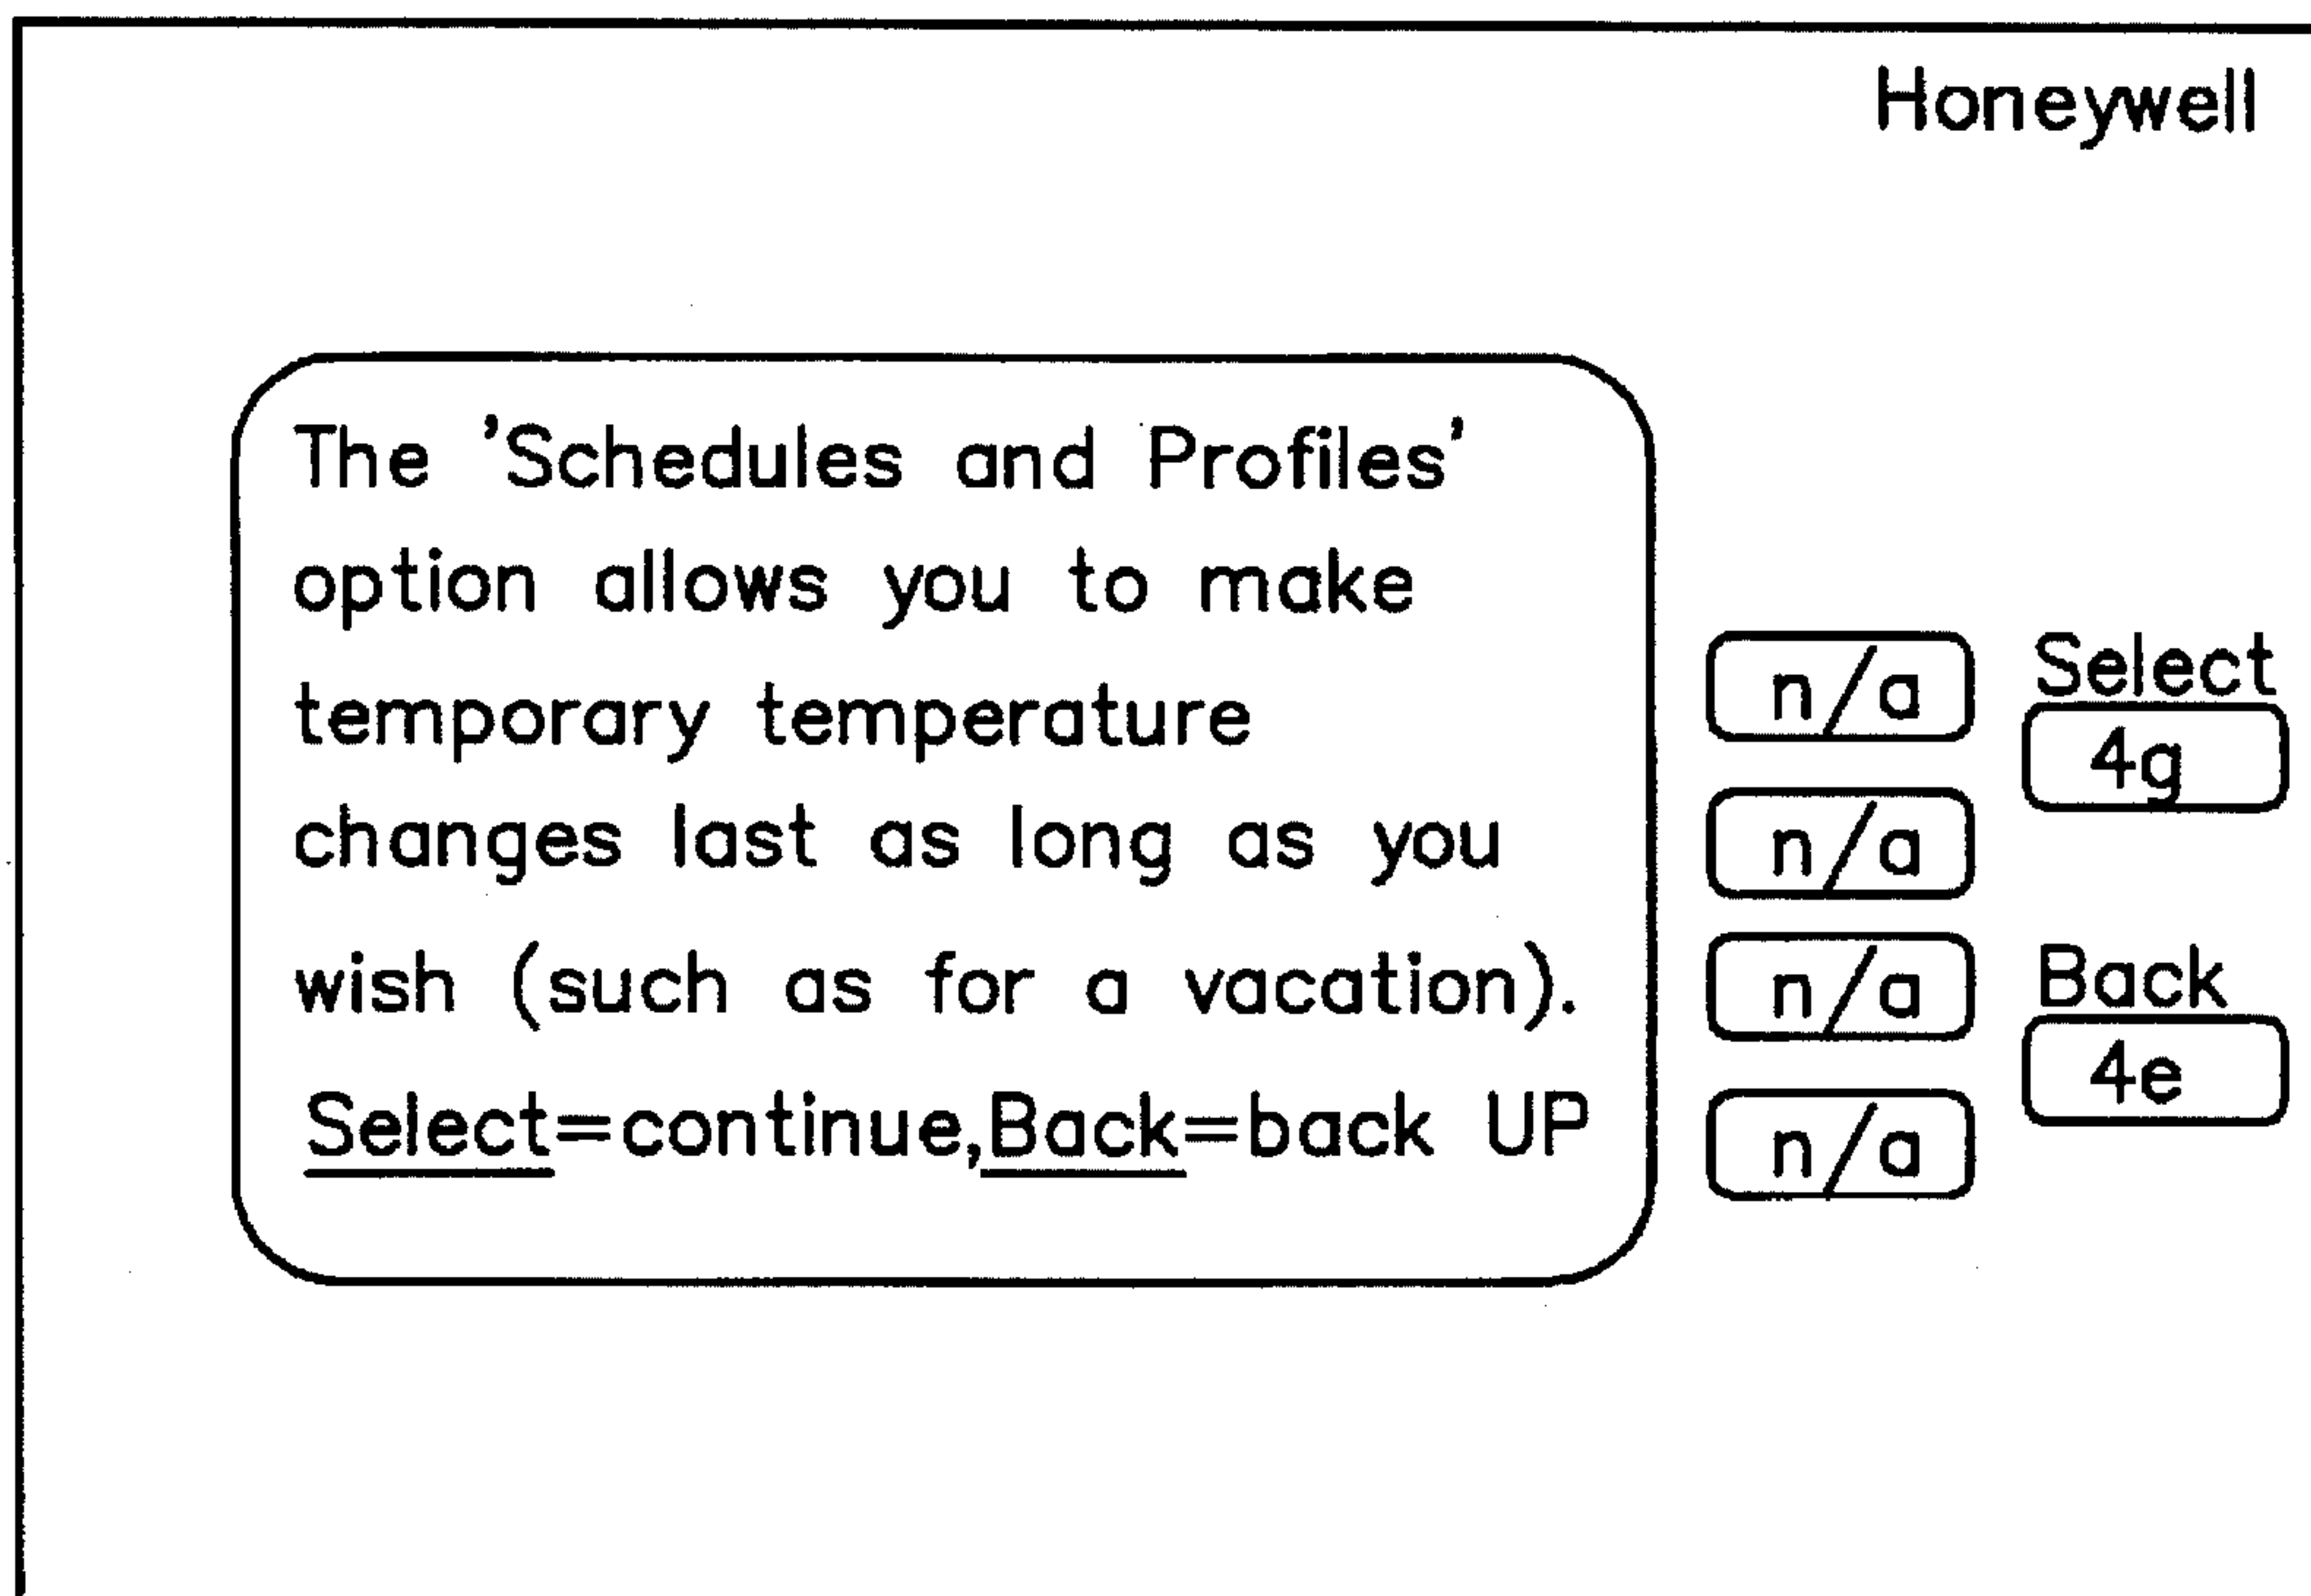 Honeywell
The 'Schedules and Profiles'
option allows you to make
temporary temperature
changes last as long as you
wish (such as for a vacation).
Select=continue,Back=back UP
n/a
n/a
n/a
n/a
Select
4g
Back
4e